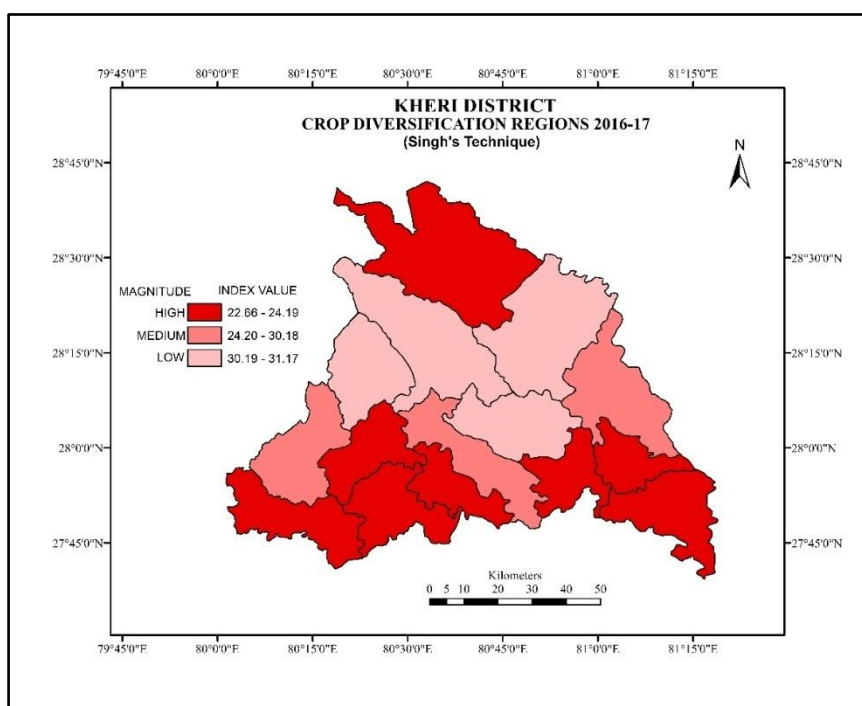 79°45'0"E 80°0'0"E 80°15'0"E 80°30'0"E 80°45'0"E 81°0'0"E 81°15'0"E
KHERI DISTRICT
CROP DIVERSIFICATION REGIONS 2016-17
(Singh's Technique)
N
28°45'0"N 28°45'0"N
28°30'0"N 28°30'0"N
MAGNITUDE INDEX VALUE
HIGH 22.66 - 24.19
MEDIUM 24.20 - 30.18
LOW 30.19 - 31.17
28°15'0"N 28°15'0"N
28°0'0"N 28°0'0"N
27°45'0"N 27°45'0"N
Kilometers
0 5 10 20 30 40 50
79°45'0"E 80°0'0"E 80°15'0"E 80°30'0"E 80°45'0"E 81°0'0"E 81°15'0"E